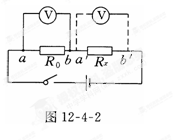 V V
a R₀ b a′ Rₓ b′
图 12-4-2